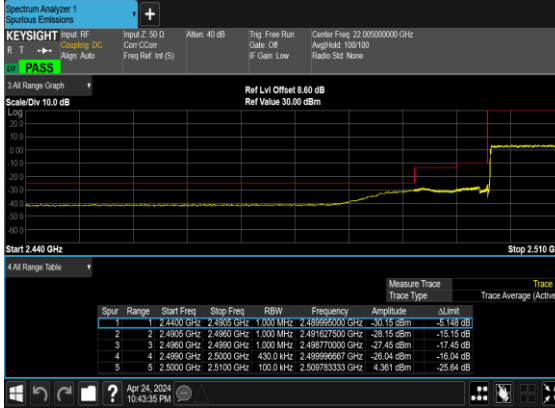 Spectrum Analyzer 1
Spurious Emissions
+
KEYSIGHT Input: RF Input Z: 50 Ω Atten: 40 dB Trig: Free Run Center Freq: 22.005000000 GHz
R T Coupling: DC Corr CCorr Gate: Off Avg|Hold: 100/100
Align: Auto Freq Ref: Int (S) IF Gain: Low Radio Std: None
LXI PASS
3 All Range Graph
Ref Lvl Offset 8.60 dB
Scale/Div 10.0 dB Ref Value 30.00 dBm
Log
20.0
10.0
0.00
-10.0
-20.0
-30.0
-40.0
-50.0
-60.0
Start 2.440 GHz Stop 2.510 G
4 All Range Table
Measure Trace Trace
Trace Type Trace Average (Active
Spur Range Start Freq Stop Freq RBW Frequency Amplitude ΔLimit
1 1 2.4400 GHz 2.4905 GHz 1.000 MHz 2.489995000 GHz -30.15 dBm -5.148 dB
2 2 2.4905 GHz 2.4960 GHz 1.000 MHz 2.491627500 GHz -28.15 dBm -15.15 dB
3 3 2.4960 GHz 2.4990 GHz 1.000 MHz 2.498770000 GHz -27.45 dBm -17.45 dB
4 4 2.4990 GHz 2.5000 GHz 430.0 kHz 2.499996667 GHz -26.04 dBm -16.04 dB
5 5 2.5000 GHz 2.5100 GHz 100.0 kHz 2.509783333 GHz 4.361 dBm -25.64 dB
? Apr 24, 2024
10:43:35 PM